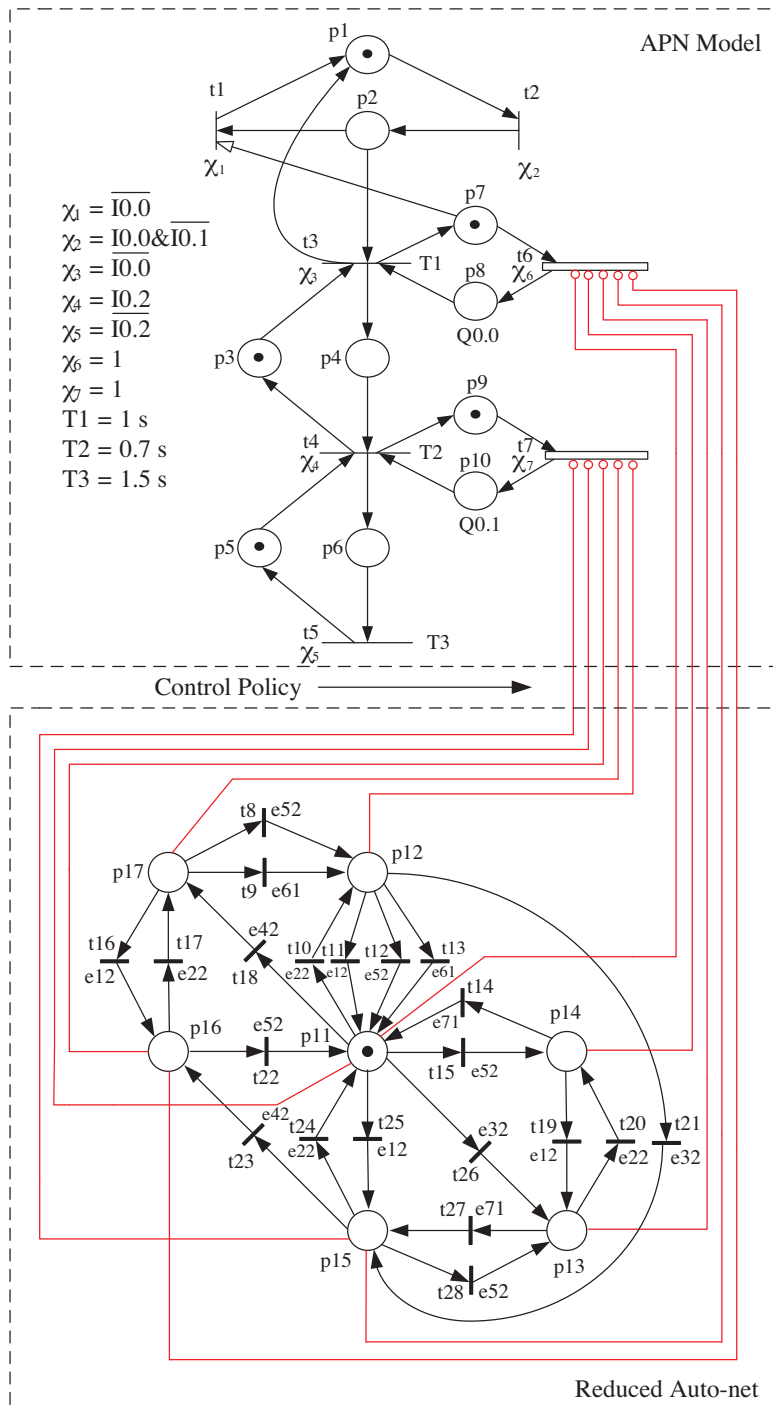 APN Model
p1
t1
t2
p2
χ1
χ2
p7
χ1 = I̅0̅.̅0̅
χ2 = I0.0&I̅0̅.̅1̅
χ3 = I̅0̅.̅0̅
χ4 = I0.2
χ5 = I̅0̅.̅2̅
χ6 = 1
χ7 = 1
T1 = 1 s
T2 = 0.7 s
T3 = 1.5 s
t3
χ3
T1
t6
χ6
p8
Q0.0
p3
p4
p9
t4
χ4
T2
t7
χ7
p10
Q0.1
p5
p6
t5
χ5
T3
Control Policy
t8 e52
p17
p12
t9 e61
t16
e12
t17
e22
e42
t18
t10
e22
t11
e12
t12
e52
t13
e61
t14
e71
p16
e52
t22
p11
t15 e52
p14
e42
t23
t24
e22
t25
e12
e32
t26
t19
e12
t20
e22
t21
e32
t27 e71
p15
t28 e52
p13
Reduced Auto-net